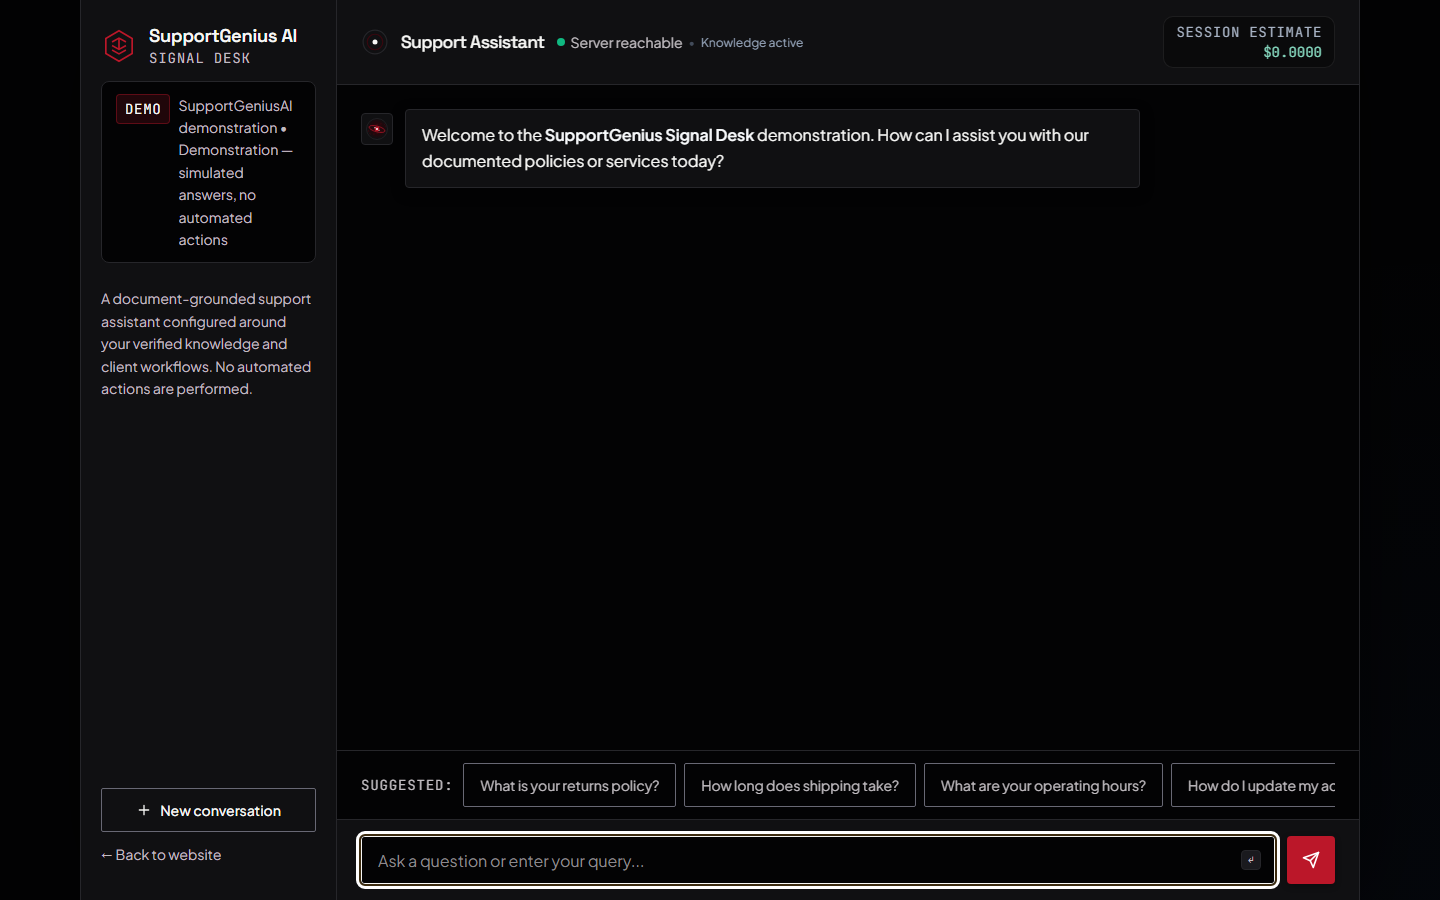 SupportGenius AI
SIGNAL DESK
DEMO
SupportGeniusAI
demonstration •
Demonstration —
simulated
answers, no
automated
actions
A document-grounded support
assistant configured around
your verified knowledge and
client workflows. No automated
actions are performed.
+ New conversation
← Back to website
Support Assistant
Server reachable • Knowledge active
SESSION ESTIMATE
$0.0000
Welcome to the SupportGenius Signal Desk demonstration. How can I assist you with our
documented policies or services today?
SUGGESTED:
What is your returns policy?
How long does shipping take?
What are your operating hours?
How do I update my ac
Ask a question or enter your query...
↵